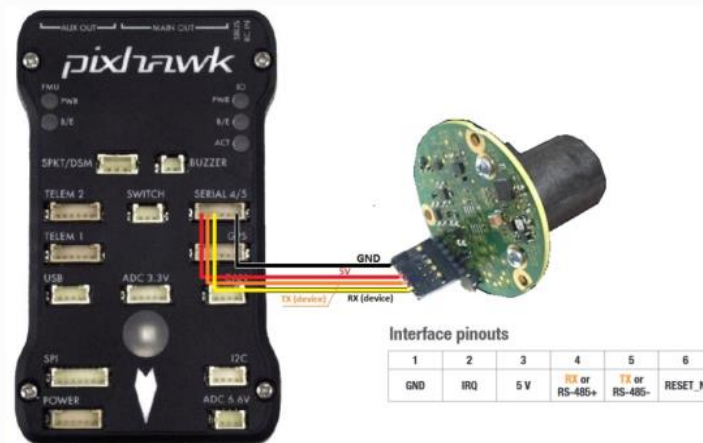 AUX OUT MAIN OUT SBUS RC IN
pixhawk
FMU IO
PWR PWR
B/E B/E
ACT
SPKT/DSM BUZZER
TELEM 2 SWITCH SERIAL 4/5
TELEM 1 GPS
USB ADC 3.3V
SPI I2C
POWER ADC 6.6V
GND
5V
TX (device) RX (device)
Interface pinouts
1 2 3 4 5 6
GND IRQ 5 V RX or RS-485+ TX or RS-485- RESET_N